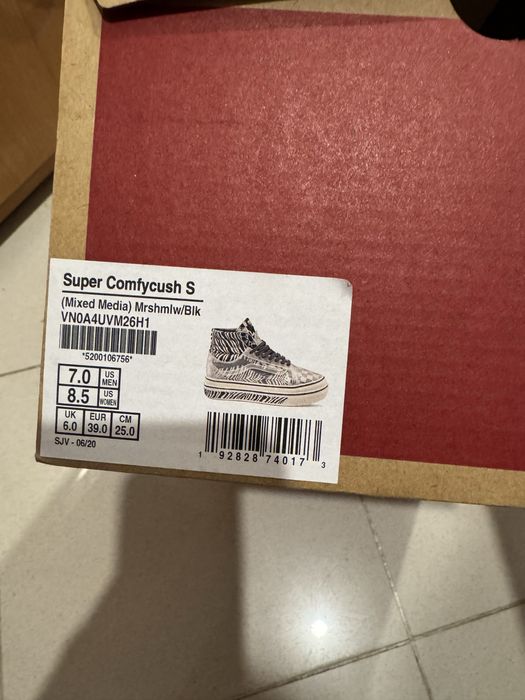 Super Comfycush S
(Mixed Media) Mrshmlw/Blk
VN0A4UVM26H1
*5200106756*
7.0 US MEN
8.5 US WOMEN
UK EUR CM
6.0 39.0 25.0
SJV - 06/20
1 92828 74017 3